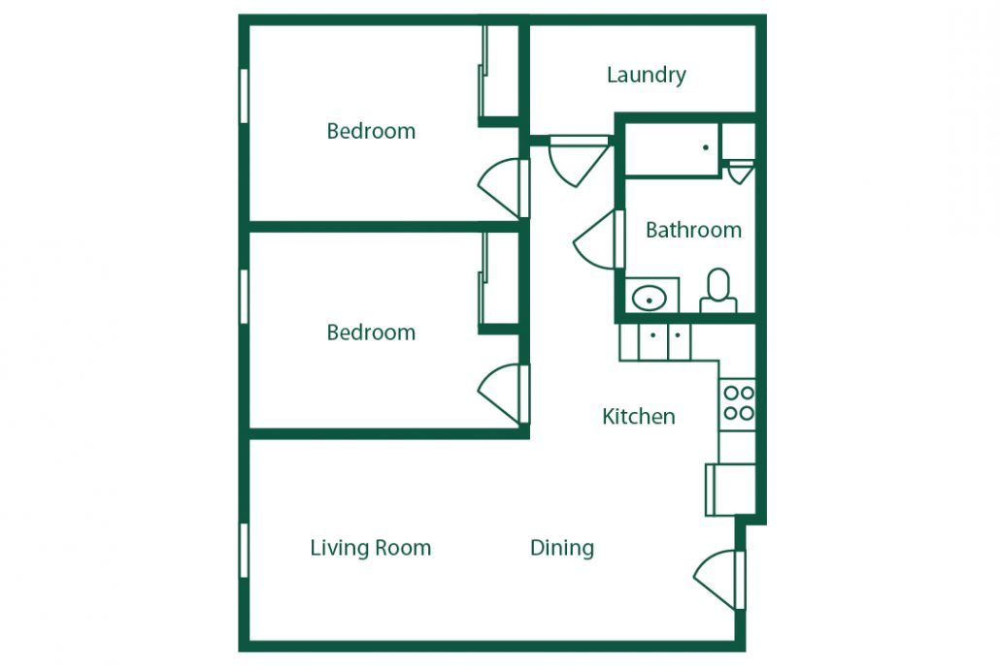 Laundry
Bedroom
Bathroom
Bedroom
Kitchen
Living Room
Dining